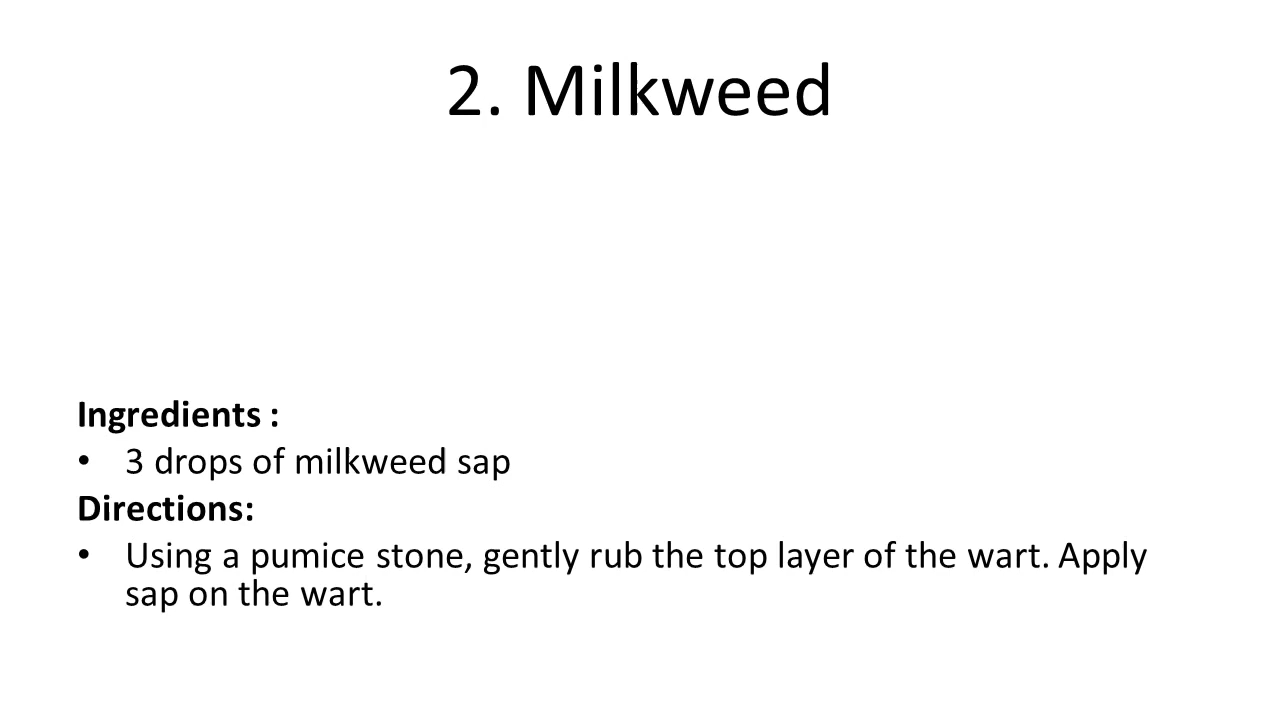 2. Milkweed
Ingredients :
• 3 drops of milkweed sap
Directions:
• Using a pumice stone, gently rub the top layer of the wart. Apply
sap on the wart.